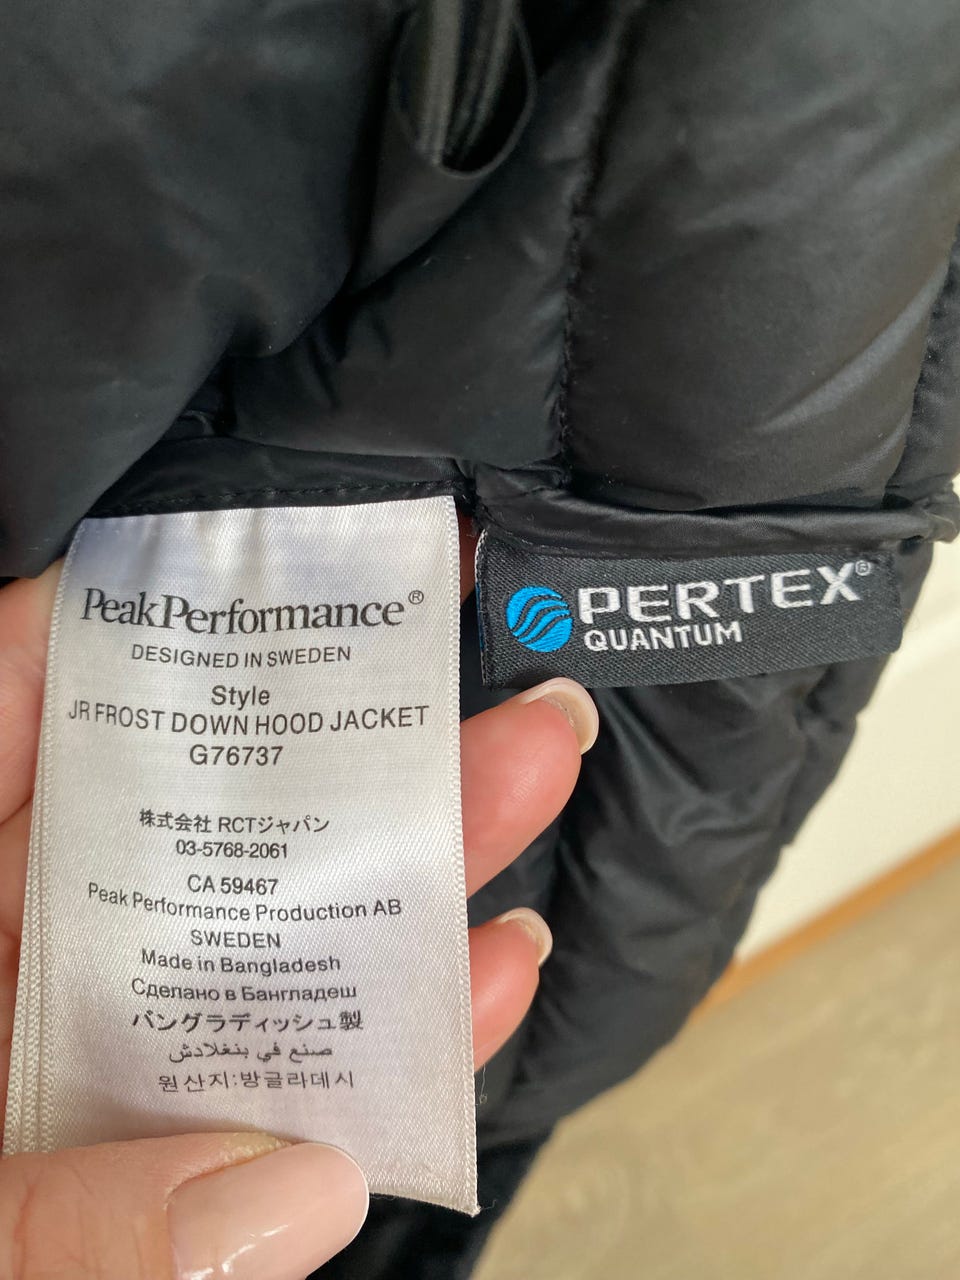 PeakPerformance®
DESIGNED IN SWEDEN
Style
JR FROST DOWN HOOD JACKET
G76737
株式会社 RCTジャパン
03-5768-2061
CA 59467
Peak Performance Production AB
SWEDEN
Made in Bangladesh
Сделано в Бангладеш
バングラディッシュ製
صنع في بنغلادش
원산지:방글라데시
PERTEX®
QUANTUM